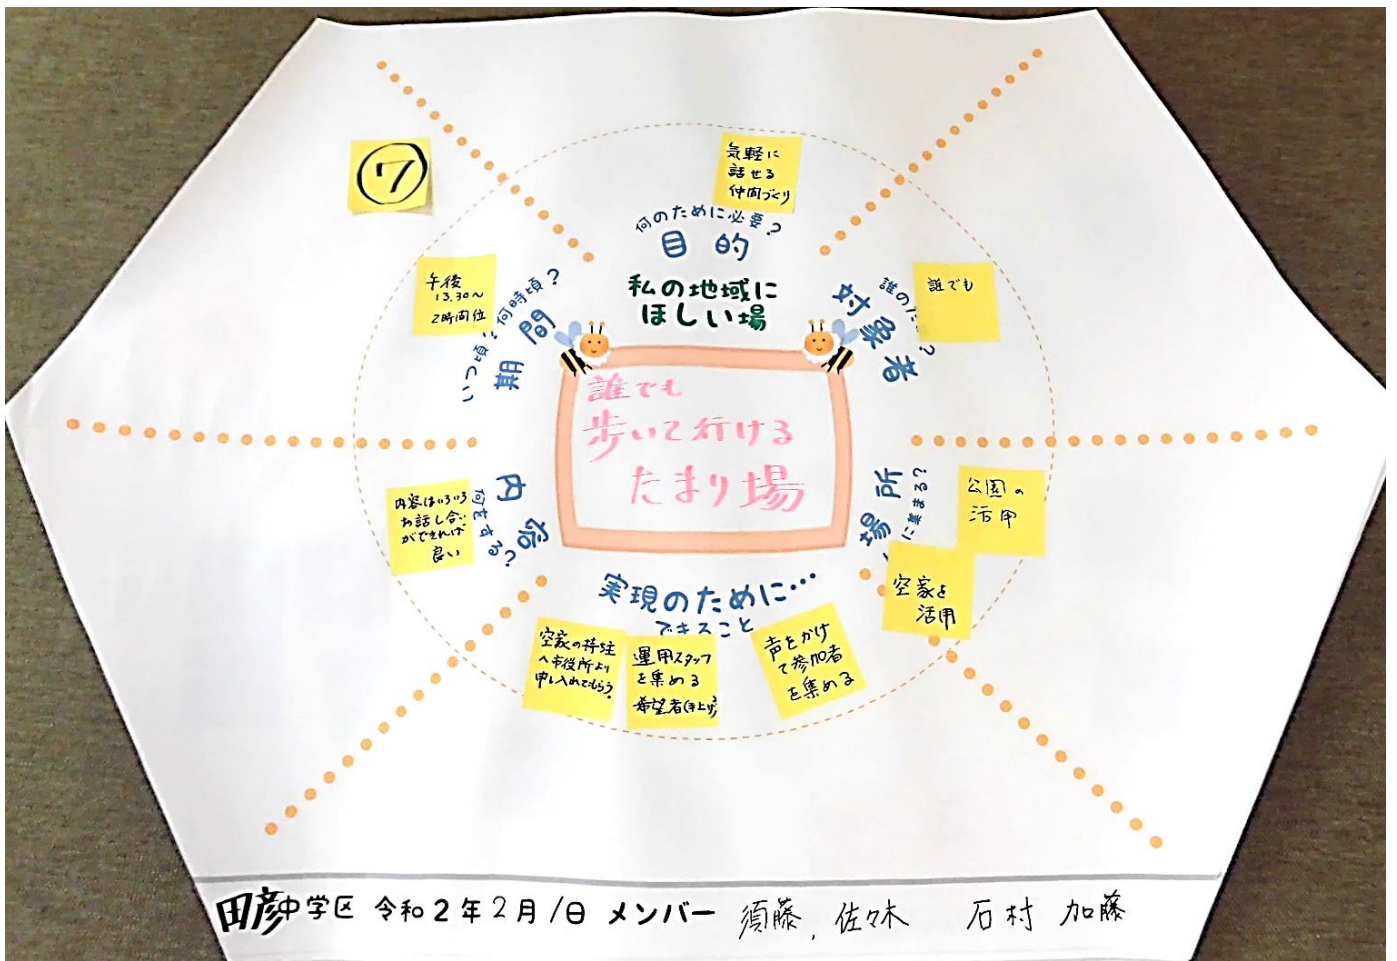 ⑦
気軽に
話せる
仲間づくり
何のために必要?
目的
私の地域に
ほしい場
誰でも
歩いて行ける
たまり場
誰のた
?
対象者
誰でも
に集まる?
場所
公園の
活用
空家を
活用
実現のために…
できること
声をかけ
て参加者
を集める
運用スタッフ
を集める
希望者(手上げ)
空家の持主
へ市役所より
申し入れてもらう。
内容
何をする?
内容はいろいろ
お話し合い
ができれば
良い
期間
何時頃?
午後
13.30~
2時間位
田彦中学区 令和2年2月1日 メンバー 須藤, 佐々木 石村 加藤